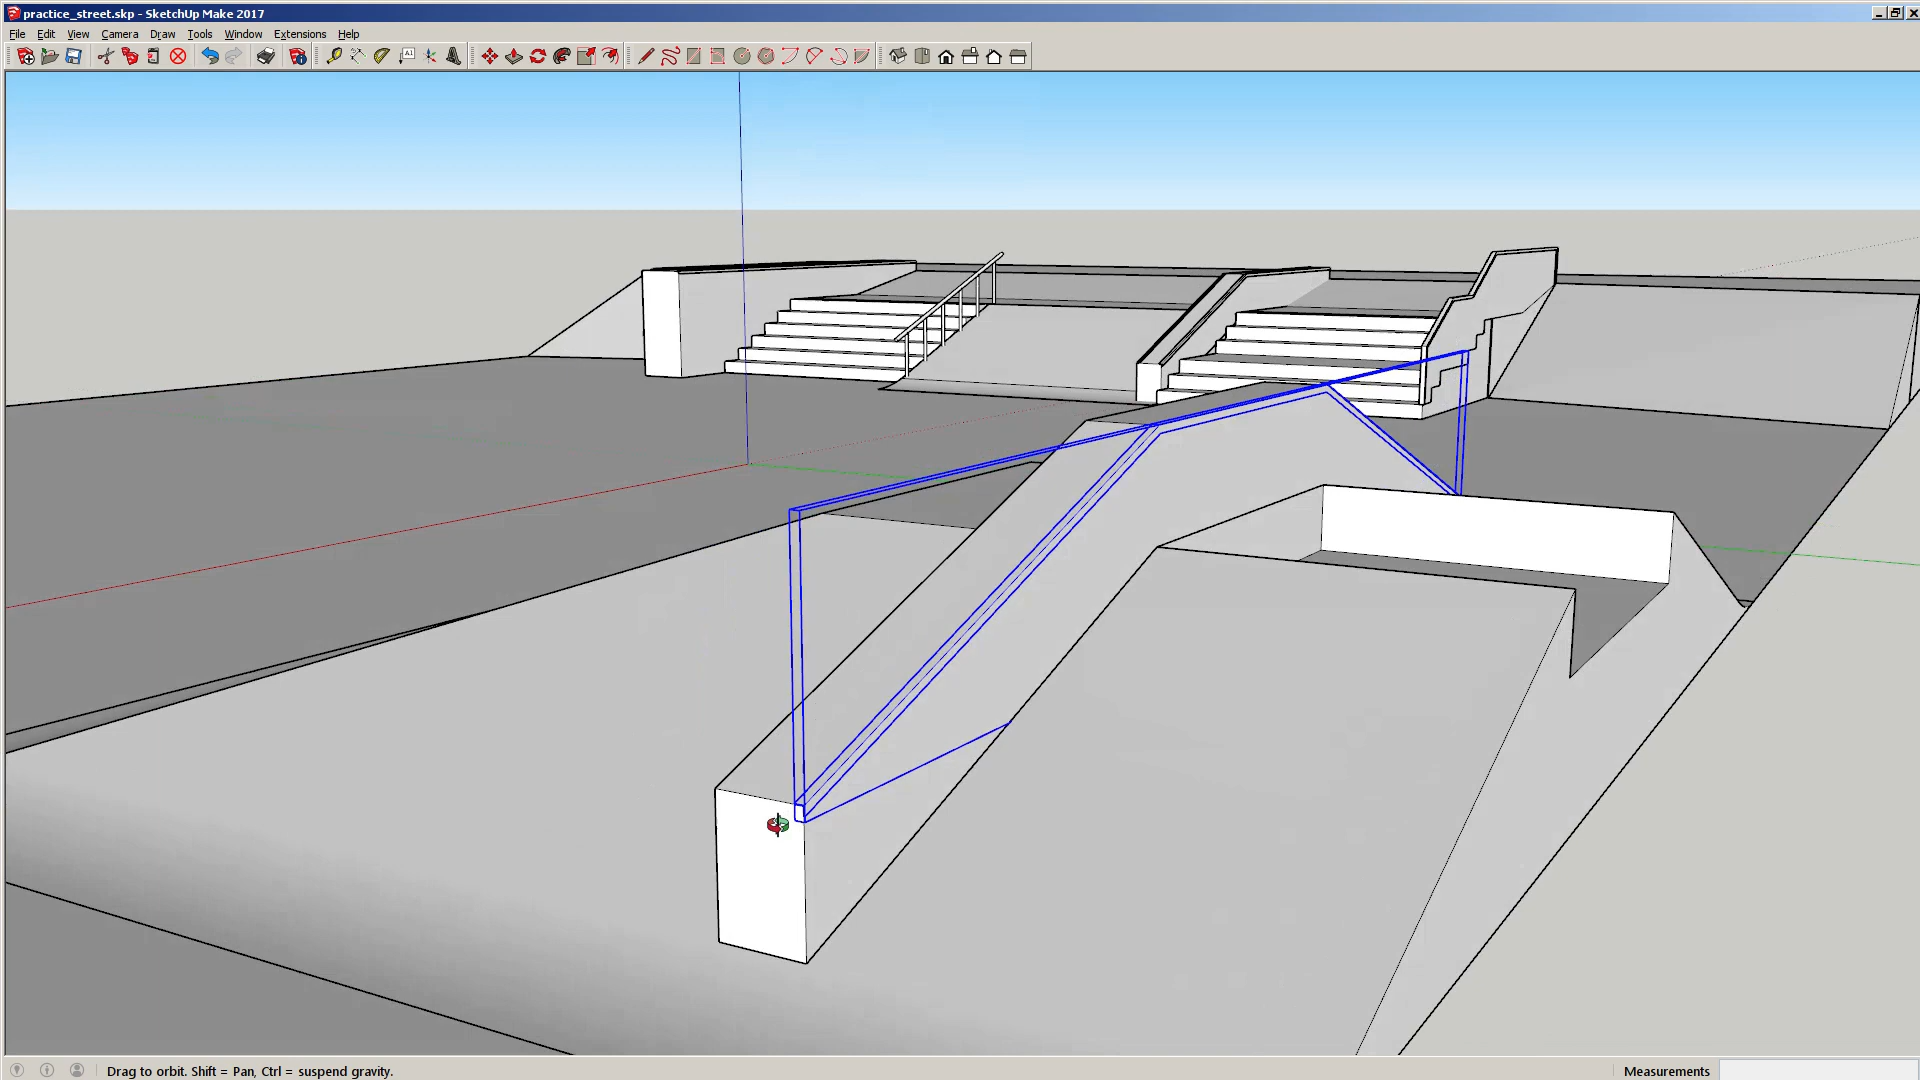 practice_street.skp - SketchUp Make 2017
File Edit View Camera Draw Tools Window Extensions Help
A1
Drag to orbit. Shift = Pan, Ctrl = suspend gravity.
Measurements